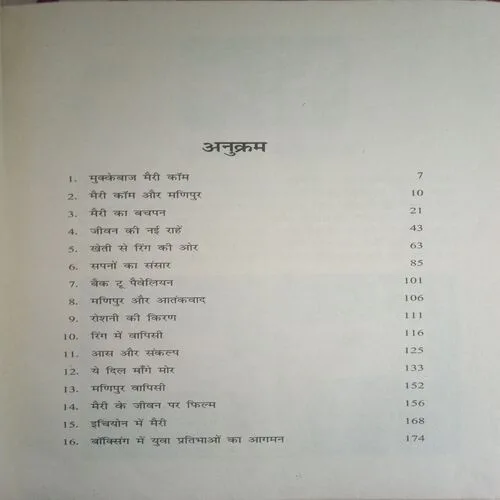 अनुक्रम
1. मुक्केबाज मैरी कॉम 7
2. मैरी कॉम और मणिपुर 10
3. मैरी का बचपन 21
4. जीवन की नई राहें 43
5. खेती से रिंग की ओर 63
6. सपनों का संसार 85
7. बैक टू पैवेलियन 101
8. मणिपुर और आतंकवाद 106
9. रोशनी की किरण 111
10. रिंग में वापिसी 116
11. आस और संकल्प 125
12. ये दिल माँगे मोर 133
13. मणिपुर वापिसी 152
14. मैरी के जीवन पर फिल्म 156
15. इंचियोन में मैरी 168
16. बॉक्सिंग में युवा प्रतिभाओं का आगमन 174